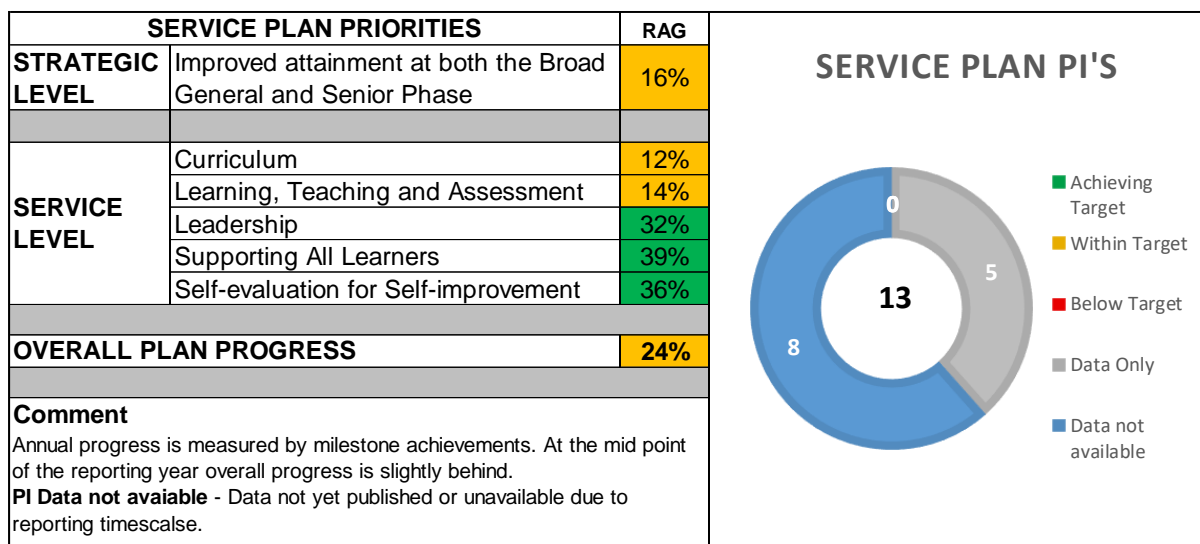 SERVICE PLAN PRIORITIES RAG
STRATEGIC LEVEL Improved attainment at both the Broad General and Senior Phase 16%
SERVICE LEVEL
Curriculum 12%
Learning, Teaching and Assessment 14%
Leadership 32%
Supporting All Learners 39%
Self-evaluation for Self-improvement 36%
OVERALL PLAN PROGRESS 24%
Comment
Annual progress is measured by milestone achievements. At the mid point
of the reporting year overall progress is slightly behind.
PI Data not avaiable - Data not yet published or unavailable due to
reporting timescalse.
SERVICE PLAN PI'S
0
5
13
8
Achieving
Target
Within Target
Below Target
Data Only
Data not
available